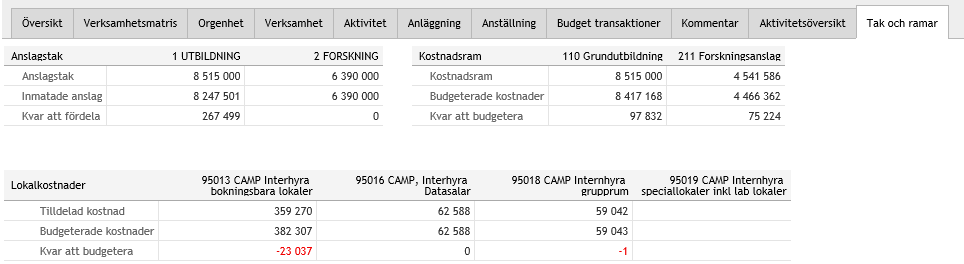 Översikt Verksamhetsmatris Orgenhet Verksamhet Aktivitet Anläggning Anställning Budget transaktioner Kommentar Aktivitetsöversikt Tak och ramar
Anslagstak 1 UTBILDNING 2 FORSKNING
Anslagstak 8 515 000 6 390 000
Inmatade anslag 8 247 501 6 390 000
Kvar att fördela 267 499 0
Kostnadsram 110 Grundutbildning 211 Forskningsanslag
Kostnadsram 8 515 000 4 541 586
Budgeterade kostnader 8 417 168 4 466 362
Kvar att budgetera 97 832 75 224
Lokalkostnader 95013 CAMP Interhyra bokningsbara lokaler 95016 CAMP, Interhyra Datasalar 95018 CAMP Internhyra grupprum 95019 CAMP Internhyra speciallokaler inkl lab lokaler
Tilldelad kostnad 359 270 62 588 59 042
Budgeterade kostnader 382 307 62 588 59 043
Kvar att budgetera -23 037 0 -1